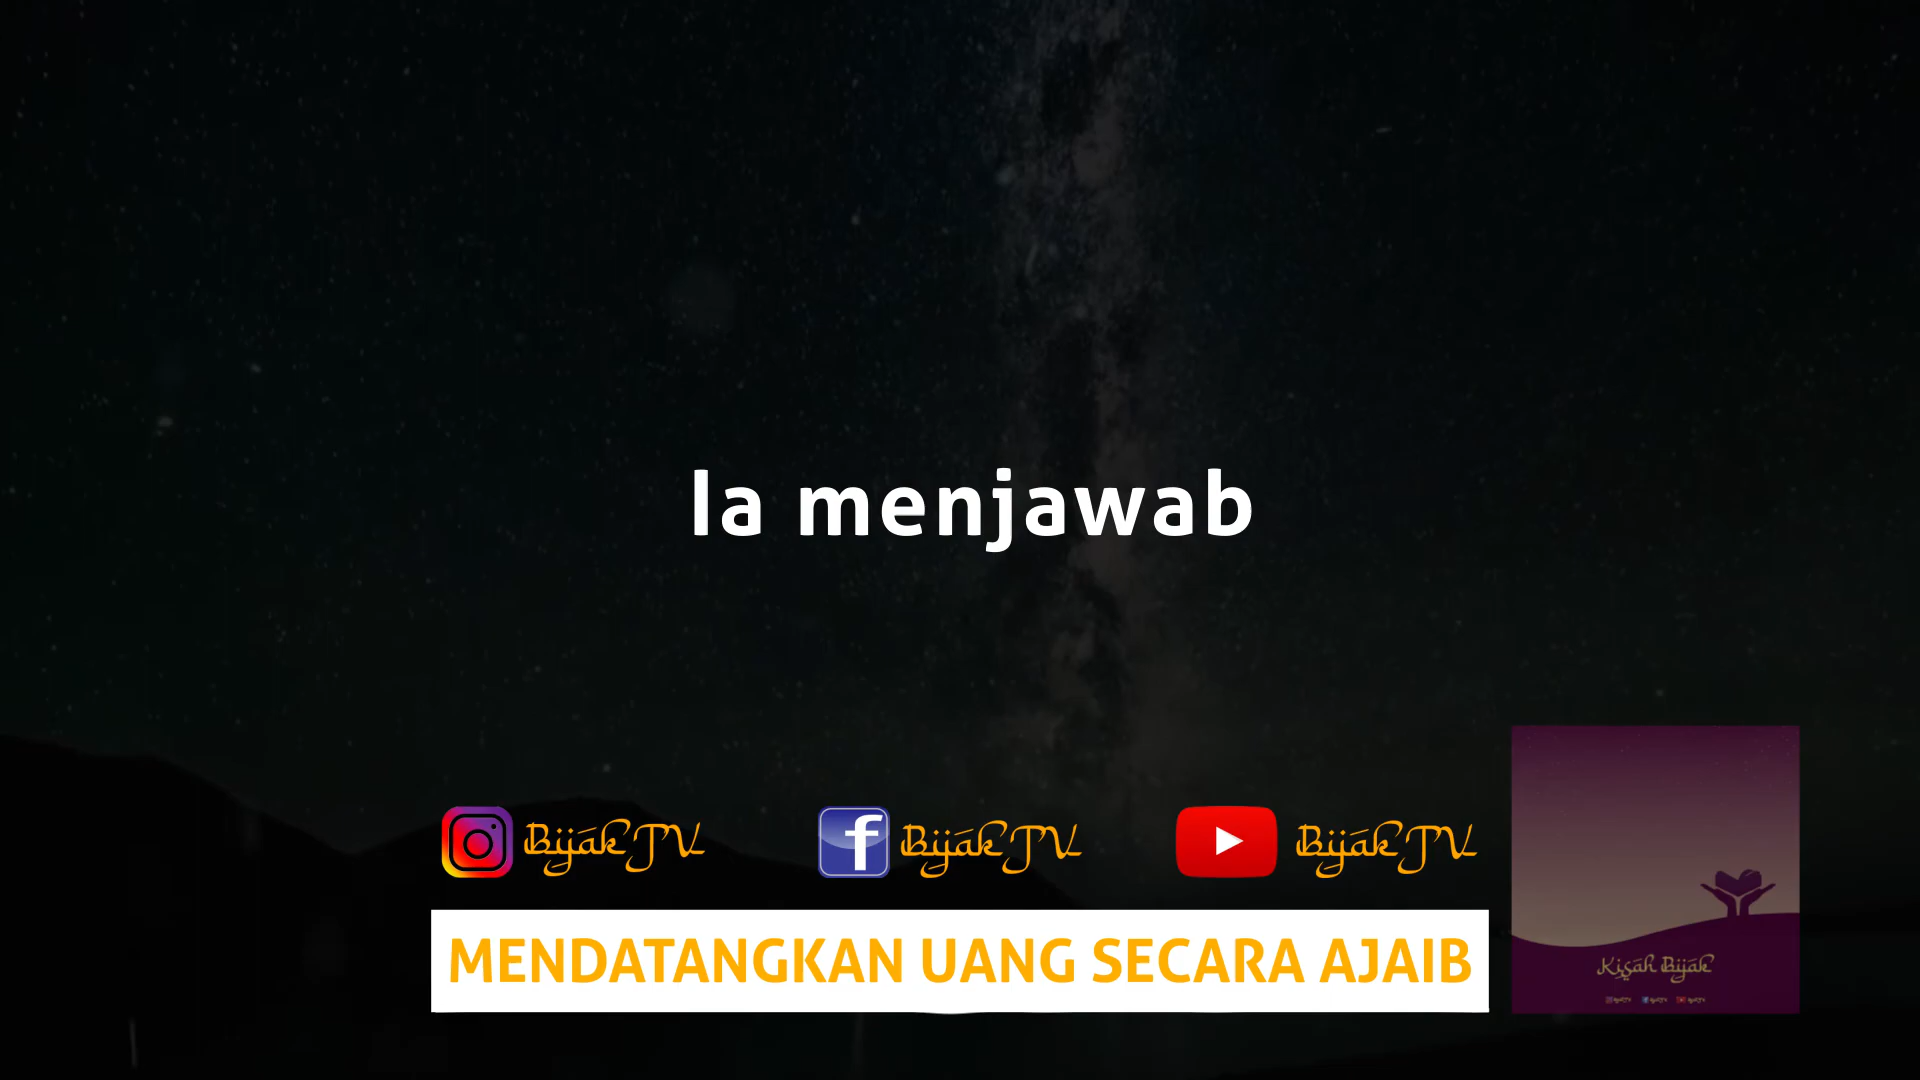 Ia menjawab
BijakTV BijakTV BijakTV
MENDATANGKAN UANG SECARA AJAIB
Kisah Bijak